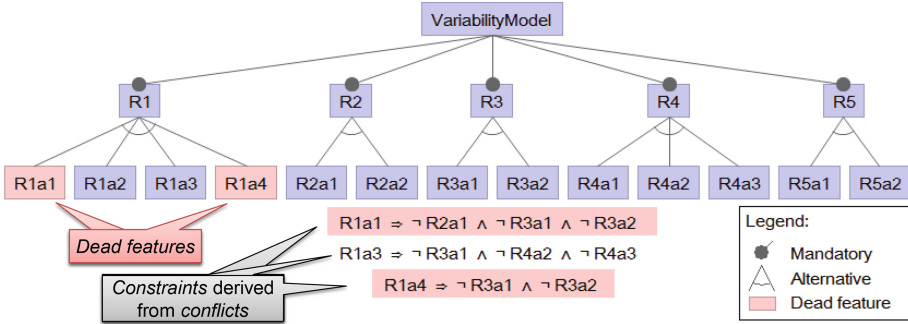 VariabilityModel
R1 R2 R3 R4 R5
R1a1 R1a2 R1a3 R1a4 R2a1 R2a2 R3a1 R3a2 R4a1 R4a2 R4a3 R5a1 R5a2
Dead features
R1a1 ⇒ ¬ R2a1 ∧ ¬ R3a1 ∧ ¬ R3a2
R1a3 ⇒ ¬ R3a1 ∧ ¬ R4a2 ∧ ¬ R4a3
R1a4 ⇒ ¬ R3a1 ∧ ¬ R3a2
Constraints derived
from conflicts
Legend:
Mandatory
Alternative
Dead feature